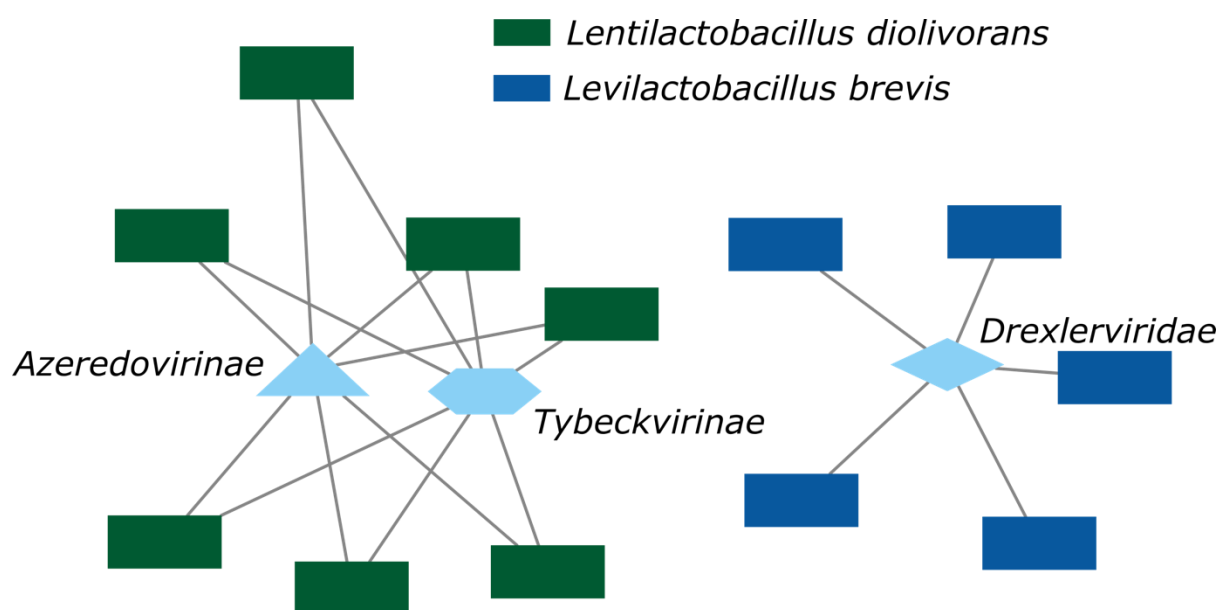 Lentilactobacillus diolivorans
Levilactobacillus brevis
Azeredovirinae
Drexlerviridae
Tybeckvirinae